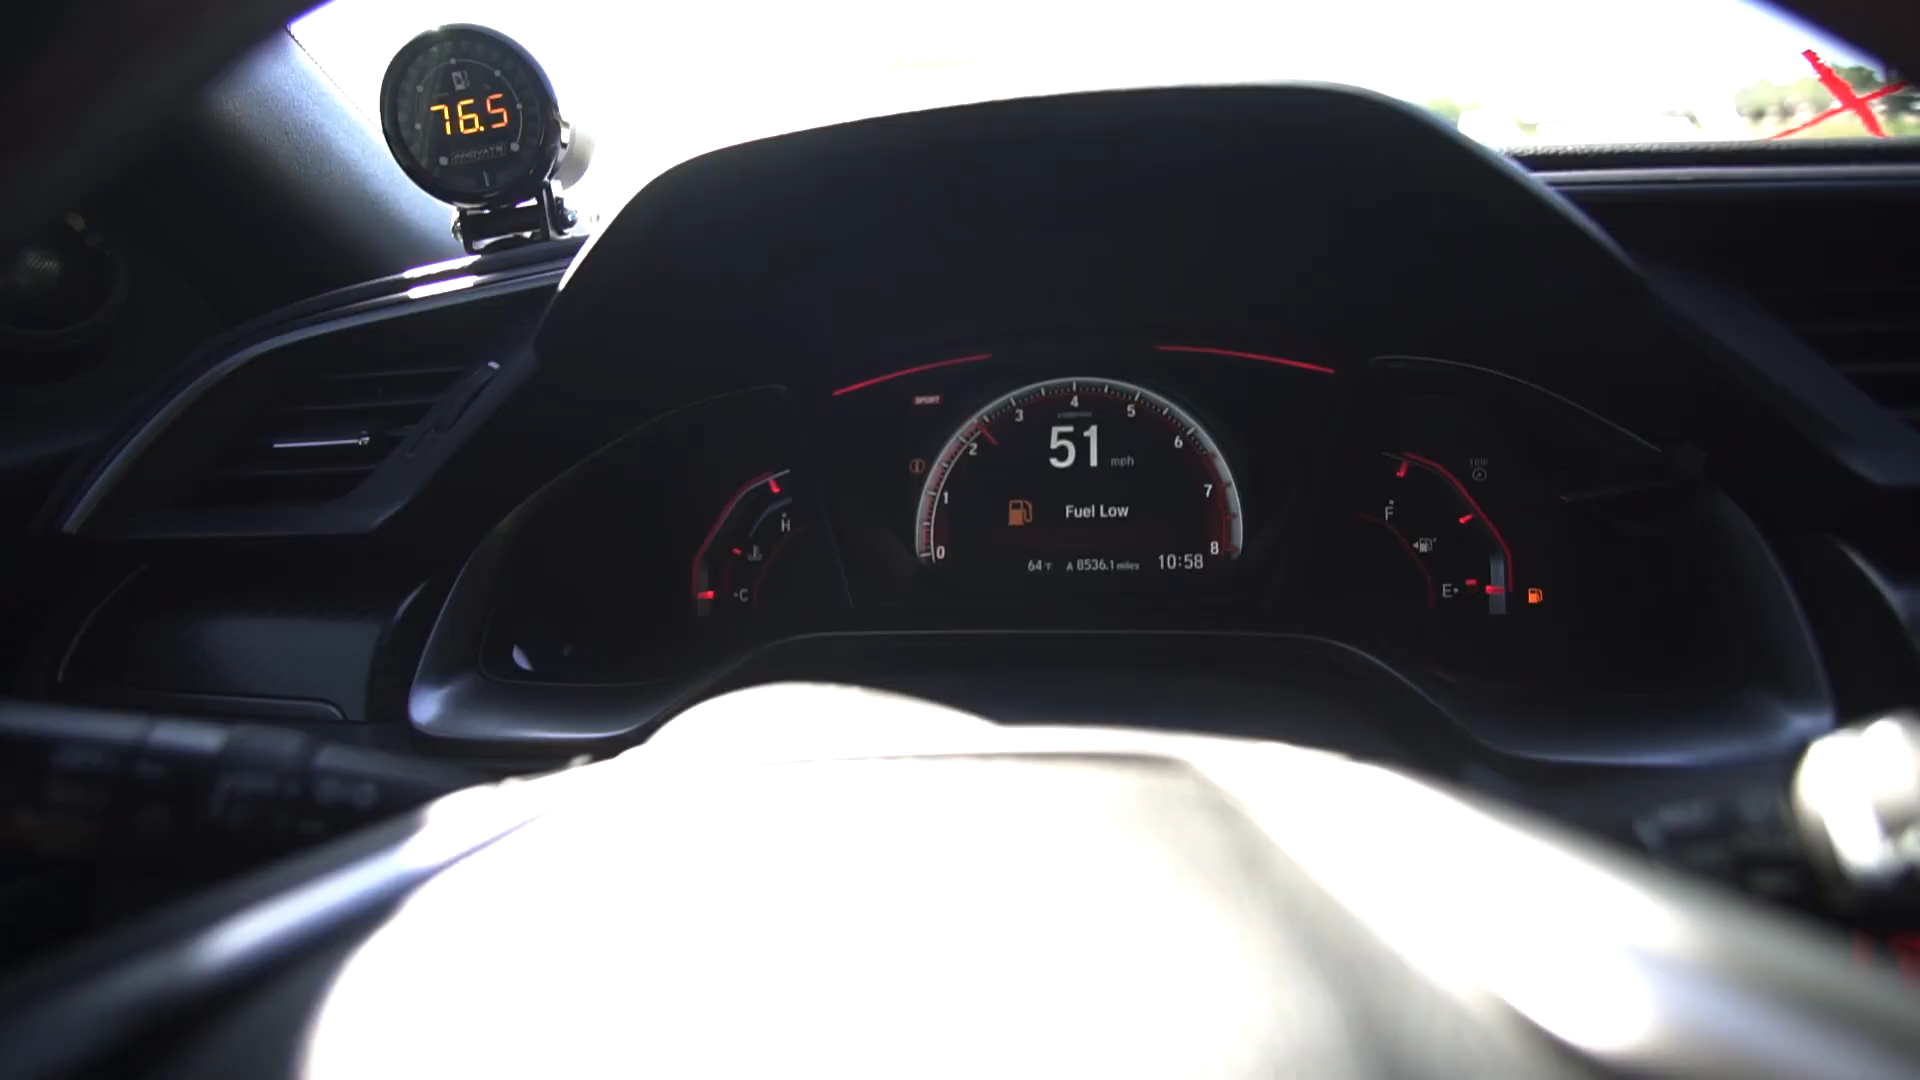 76.5
INNOVATE
SPORT
0 1 2 3 4 5 6 7 8
51 mph
Fuel Low
64°F A 8536.1 miles 10:58
H
C
F
E